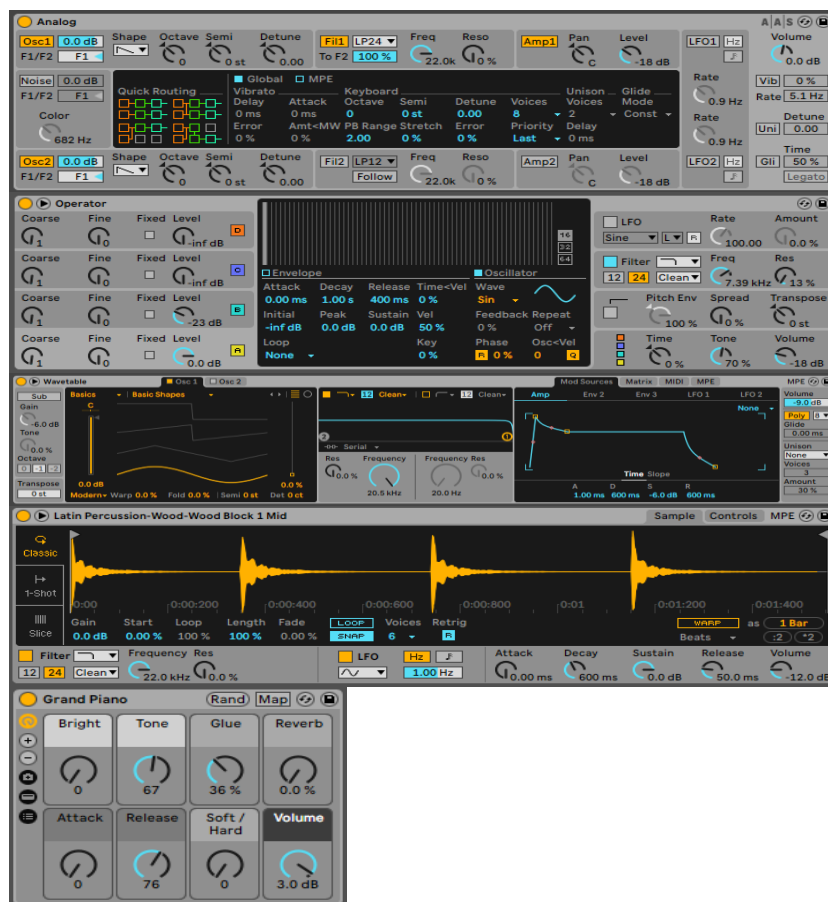 Analog AAS
Osc1 0.0 dB Shape Octave Semi Detune Fil1 LP24 Freq Reso Amp1 Pan Level LFO1 Hz Volume
F1/F2 F1 0 0 st 0.00 To F2 100 % 22.0k 0 % C -18 dB 0.0 dB
Noise 0.0 dB Global MPE Rate Vib 0 %
F1/F2 F1 Quick Routing Vibrato Keyboard Unison Glide 0.9 Hz Rate 5.1 Hz
Delay Attack Octave Semi Detune Voices Voices Mode
Color 0 ms 0 ms 0 0 st 0.00 8 2 Const Rate Detune
Error Amt<MW PB Range Stretch Error Priority Delay Uni 0.00
682 Hz 0 % 0 % 2.00 0 % 0 % Last 0 ms 0.9 Hz Time
Osc2 0.0 dB Shape Octave Semi Detune Fil2 LP12 Freq Reso Amp2 Pan Level LFO2 Hz Gli 50 %
F1/F2 F1 0 0 st 0.00 Follow 22.0k 0 % C -18 dB Legato
Operator
Coarse Fine Fixed Level D LFO Rate Amount
1 0 -inf dB 16 Sine L R 100.00 0.0 %
Coarse Fine Fixed Level C 32 Filter Freq Res
1 0 -inf dB 64 12 24 Clean 7.39 kHz 13 %
Envelope Oscillator
Coarse Fine Fixed Level B Attack Decay Release Time<Vel Wave Pitch Env Spread Transpose
1 0 -23 dB 0.00 ms 1.00 s 400 ms 0 % Sin 100 % 0 % 0 st
Initial Peak Sustain Vel Feedback Repeat
Coarse Fine Fixed Level A -inf dB 0.0 dB 0.0 dB 50 % 0 % Off Time Tone Volume
1 0 0.0 dB Loop Key Phase Osc<Vel 0 % 70 % -18 dB
None 0 % R 0 % 0 Q
Wavetable Osc 1 Osc 2 Mod Sources Matrix MIDI MPE MPE
Sub Basics Basic Shapes 12 Clean 12 Clean Amp Env 2 Env 3 LFO 1 LFO 2 Volume
Gain C None -9.0 dB
-6.0 dB Poly 8
Tone Glide
0.0 % 2 1 0.00 ms
Octave Serial Unison
0 -1 -2 Res Frequency Frequency Res Time Slope None
Transpose 0.0 dB 0.0 % 0.0 % 0.0 % A D S R Voices
0 st Modern Warp 0.0 % Fold 0.0 % Semi 0 st Det 0 ct 20.5 kHz 20.0 Hz 1.00 ms 600 ms -6.0 dB 600 ms 3
Amount
30 %
Latin Percussion-Wood-Wood Block 1 Mid Sample Controls MPE
Classic
1-Shot
0:00 0:00:200 0:00:400 0:00:600 0:00:800 0:01 0:01:200 0:01:400
Slice Gain Start Loop Length Fade LOOP Voices Retrig WARP as 1 Bar
0.0 dB 0.00 % 100 % 100 % 0.00 % SNAP 6 R Beats :2 *2
Filter Frequency Res LFO Hz Attack Decay Sustain Release Volume
12 24 Clean 22.0 kHz 0.0 % 1.00 Hz 0.00 ms 600 ms 0.0 dB 50.0 ms -12.0 dB
Grand Piano Rand Map
Bright Tone Glue Reverb
0 67 36 % 0.0 %
Attack Release Soft / Volume
Hard
0 76 0 3.0 dB